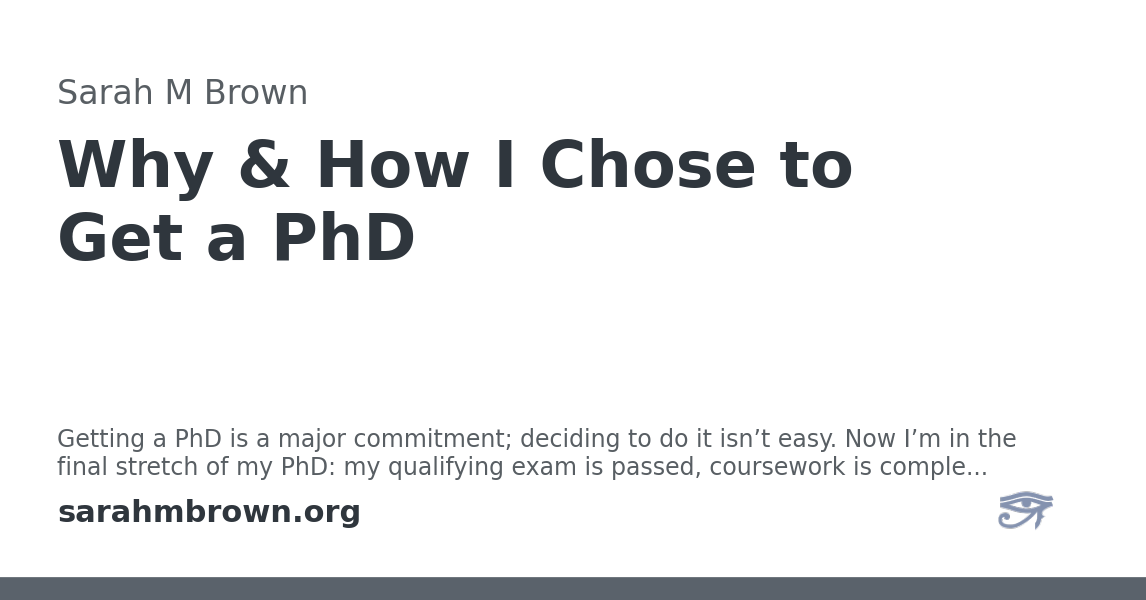 Sarah M Brown
Why & How I Chose to
Get a PhD
Getting a PhD is a major commitment; deciding to do it isn’t easy. Now I’m in the
final stretch of my PhD: my qualifying exam is passed, coursework is comple...
sarahmbrown.org